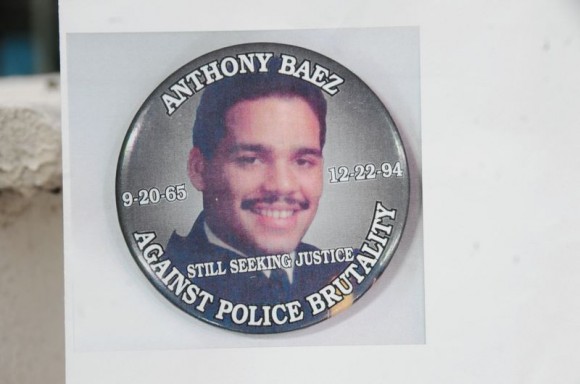 ANTHONY BAEZ
9-20-65
12-22-94
STILL SEEKING JUSTICE
AGAINST POLICE BRUTALITY